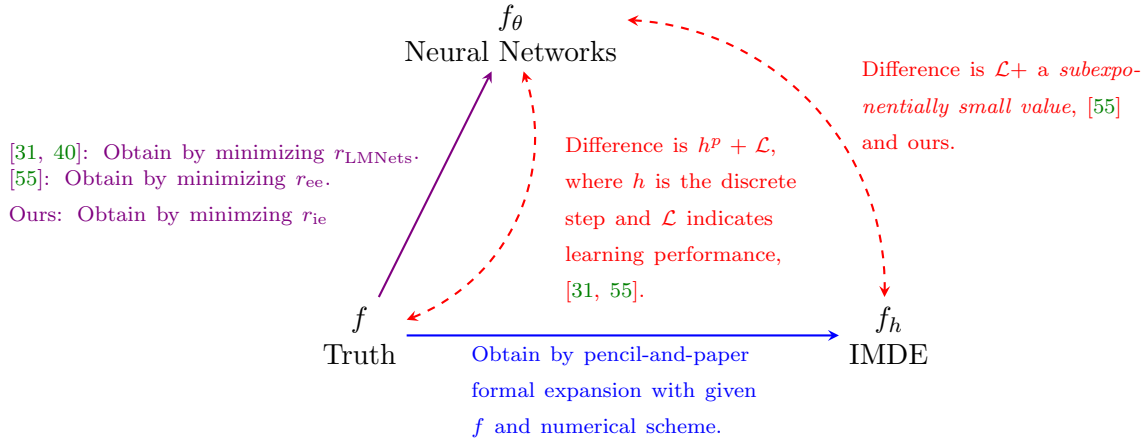 f_θ
Neural Networks
Difference is ℒ+ a subexpo-
nentially small value, [55]
and ours.
[31, 40]: Obtain by minimizing r_LMNets.
[55]: Obtain by minimizing r_ee.
Ours: Obtain by minimzing r_ie
Difference is h^p + ℒ,
where h is the discrete
step and ℒ indicates
learning performance,
[31, 55].
f
Truth
f_h
IMDE
Obtain by pencil-and-paper
formal expansion with given
f and numerical scheme.